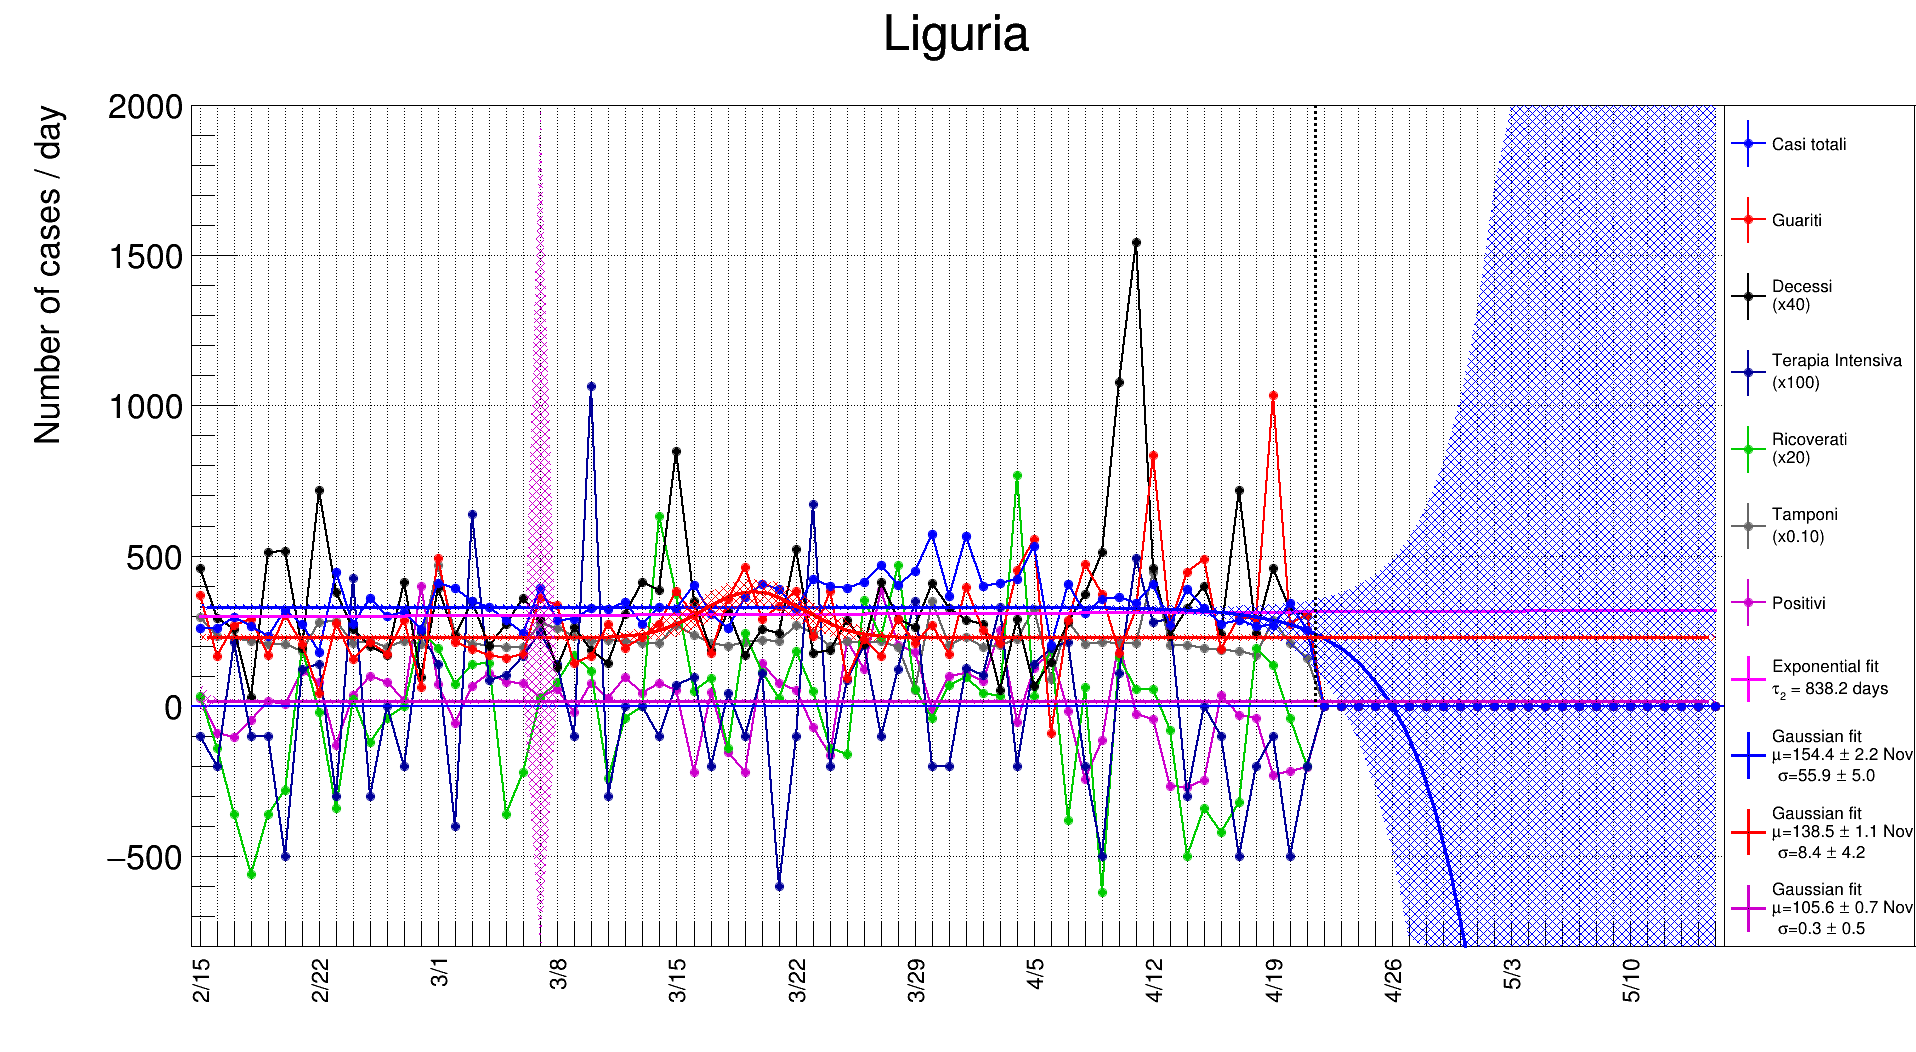 Liguria
Number of cases / day
2000
1500
1000
500
0
−500
2/15
2/22
3/1
3/8
3/15
3/22
3/29
4/5
4/12
4/19
4/26
5/3
5/10
Casi totali
Guariti
Decessi
(x40)
Terapia Intensiva
(x100)
Ricoverati
(x20)
Tamponi
(x0.10)
Positivi
Exponential fit
τ2 = 838.2 days
Gaussian fit
μ=154.4 ± 2.2 Nov
σ=55.9 ± 5.0
Gaussian fit
μ=138.5 ± 1.1 Nov
σ=8.4 ± 4.2
Gaussian fit
μ=105.6 ± 0.7 Nov
σ=0.3 ± 0.5